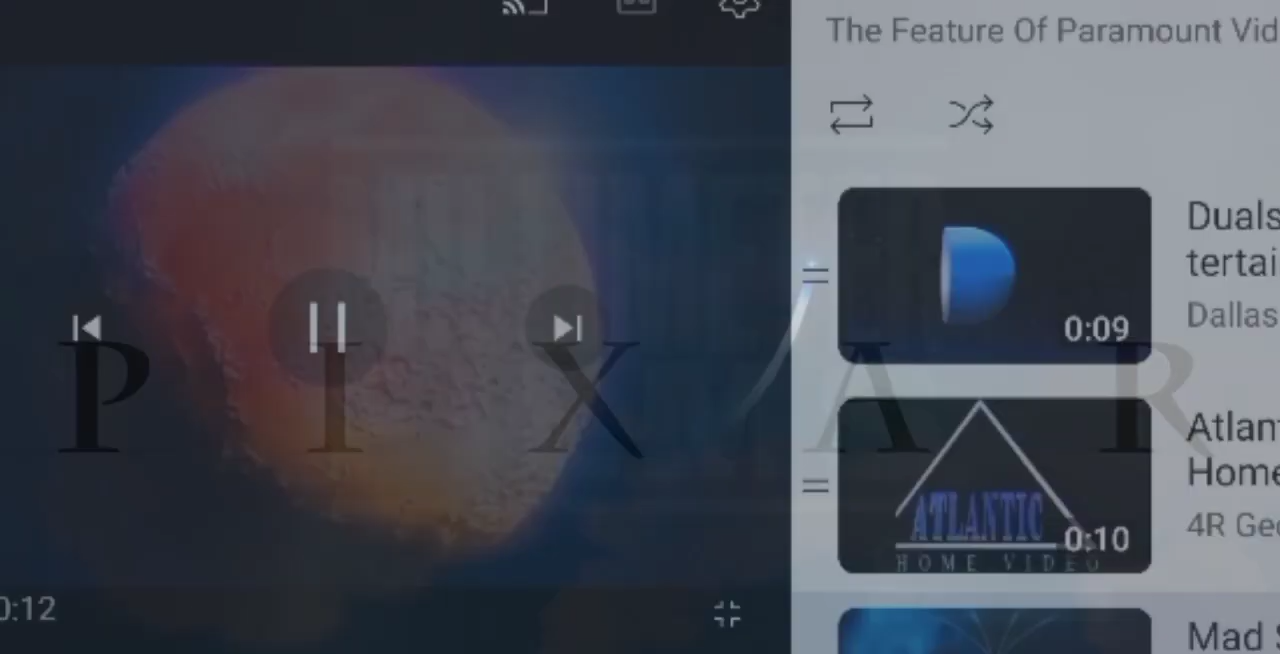 The Feature Of Paramount Vid
Duals
tertai
Dallas
0:09
PIXAR
Atlant
Home
4R Geo
ATLANTIC
HOME VIDEO
0:10
0:12
Mad S